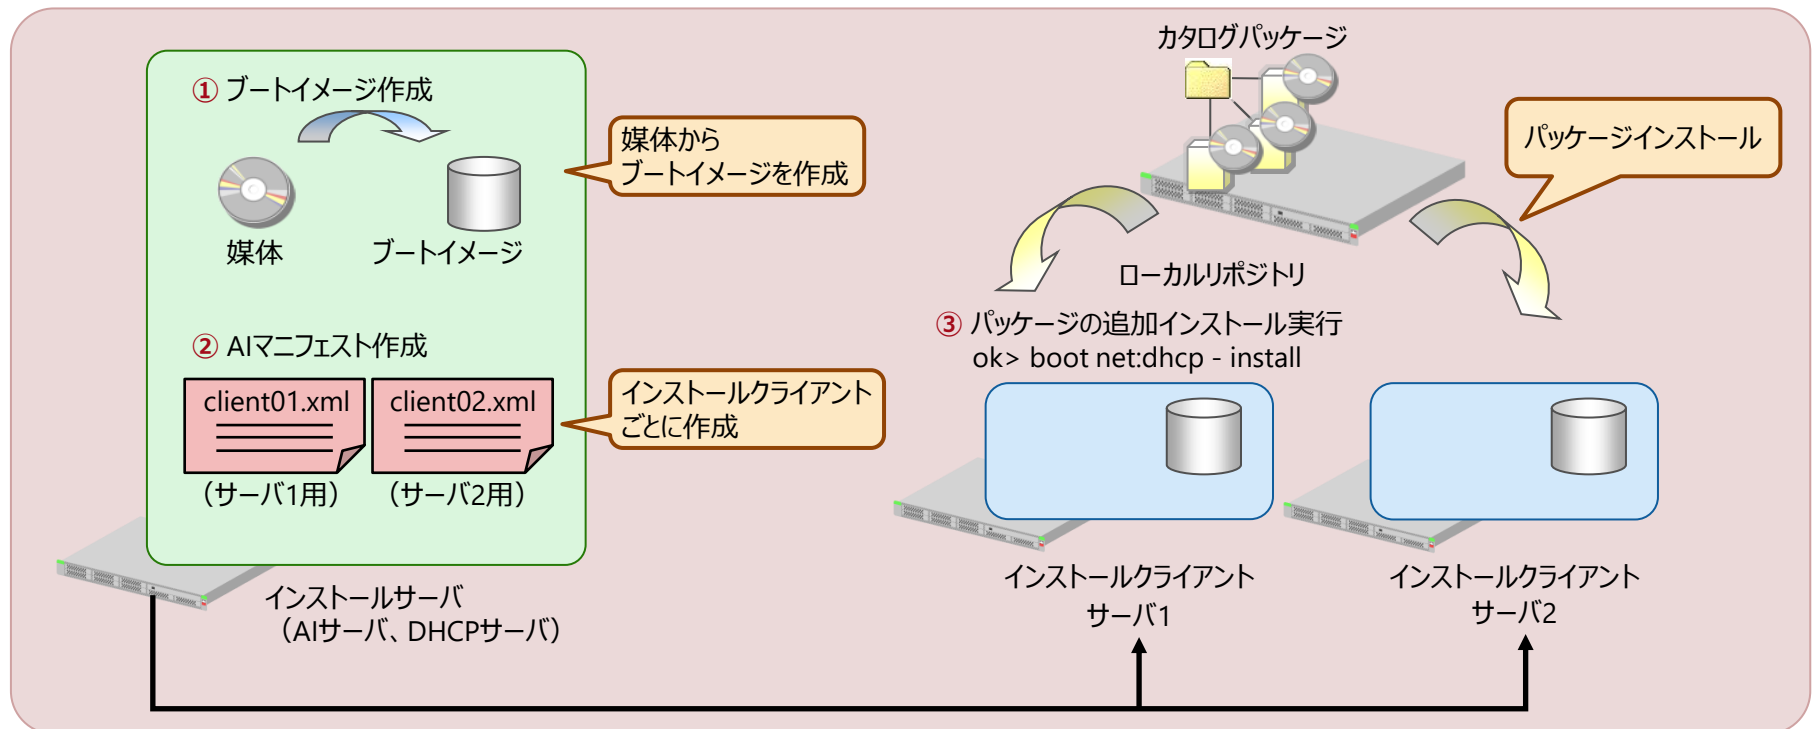 ① ブートイメージ作成
媒体
ブートイメージ
媒体から
ブートイメージを作成
② AIマニフェスト作成
client01.xml
client02.xml
（サーバ1用）
（サーバ2用）
インストールクライアント
ごとに作成
インストールサーバ
（AIサーバ、DHCPサーバ）
カタログパッケージ
パッケージインストール
ローカルリポジトリ
③ パッケージの追加インストール実行
ok> boot net:dhcp - install
インストールクライアント
サーバ1
インストールクライアント
サーバ2